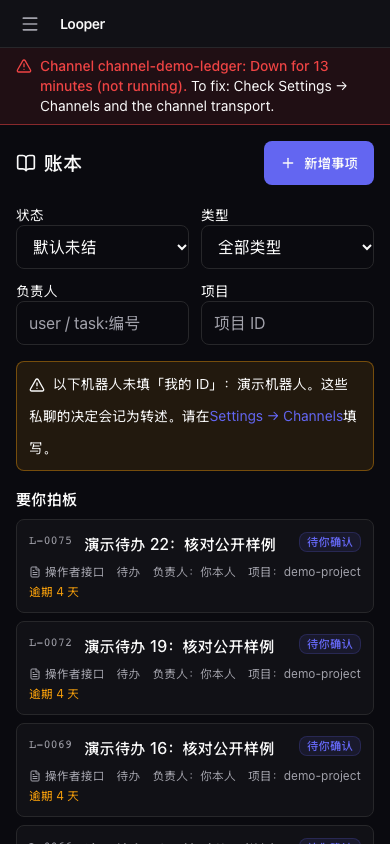 Looper
Channel channel-demo-ledger: Down for 13
minutes (not running). To fix: Check Settings →
Channels and the channel transport.
账本
+ 新增事项
状态
类型
默认未结
全部类型
负责人
项目
user / task:编号
项目 ID
以下机器人未填「我的 ID」：演示机器人。这些
私聊的决定会记为转述。请在Settings → Channels填
写。
要你拍板
L-0075 演示待办 22：核对公开样例 待你确认
操作者接口 待办 负责人：你本人 项目：demo-project
逾期 4 天
L-0072 演示待办 19：核对公开样例 待你确认
操作者接口 待办 负责人：你本人 项目：demo-project
逾期 4 天
L-0069 演示待办 16：核对公开样例 待你确认
操作者接口 待办 负责人：你本人 项目：demo-project
逾期 4 天